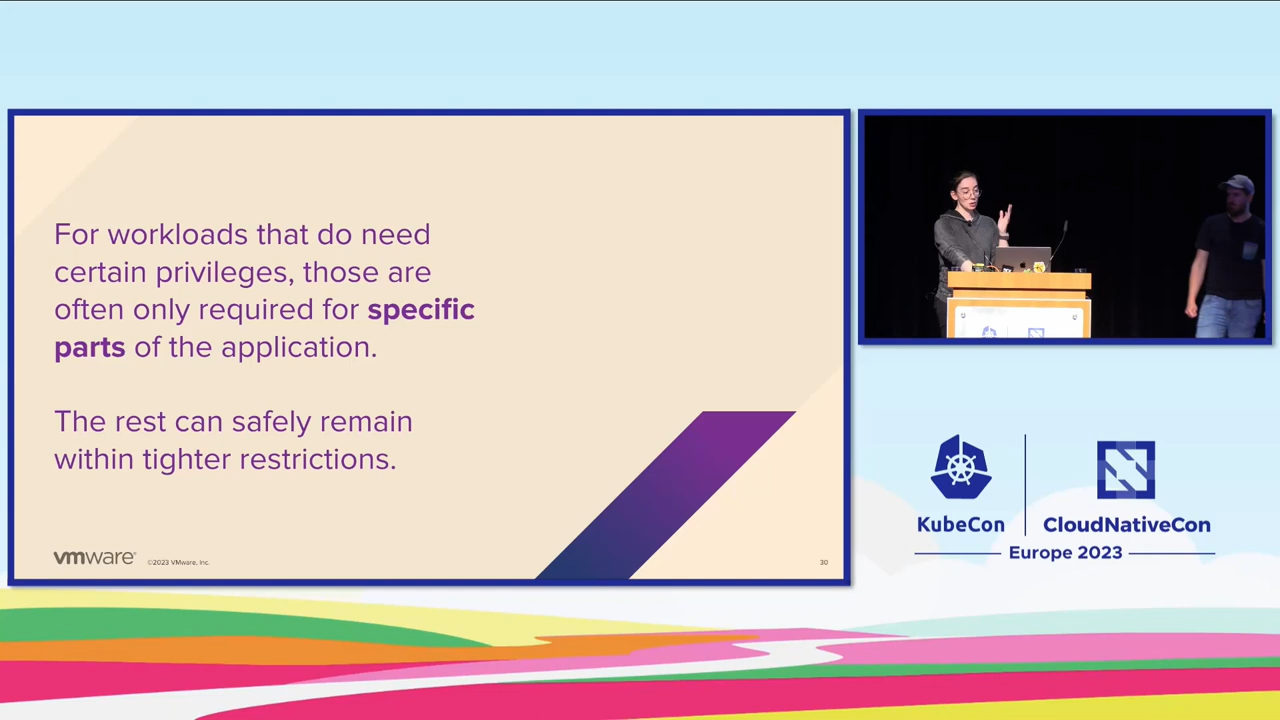 For workloads that do need
certain privileges, those are
often only required for specific
parts of the application.
The rest can safely remain
within tighter restrictions.
vmware®
©2023 VMware, Inc.
30
KubeCon
CloudNativeCon
Europe 2023